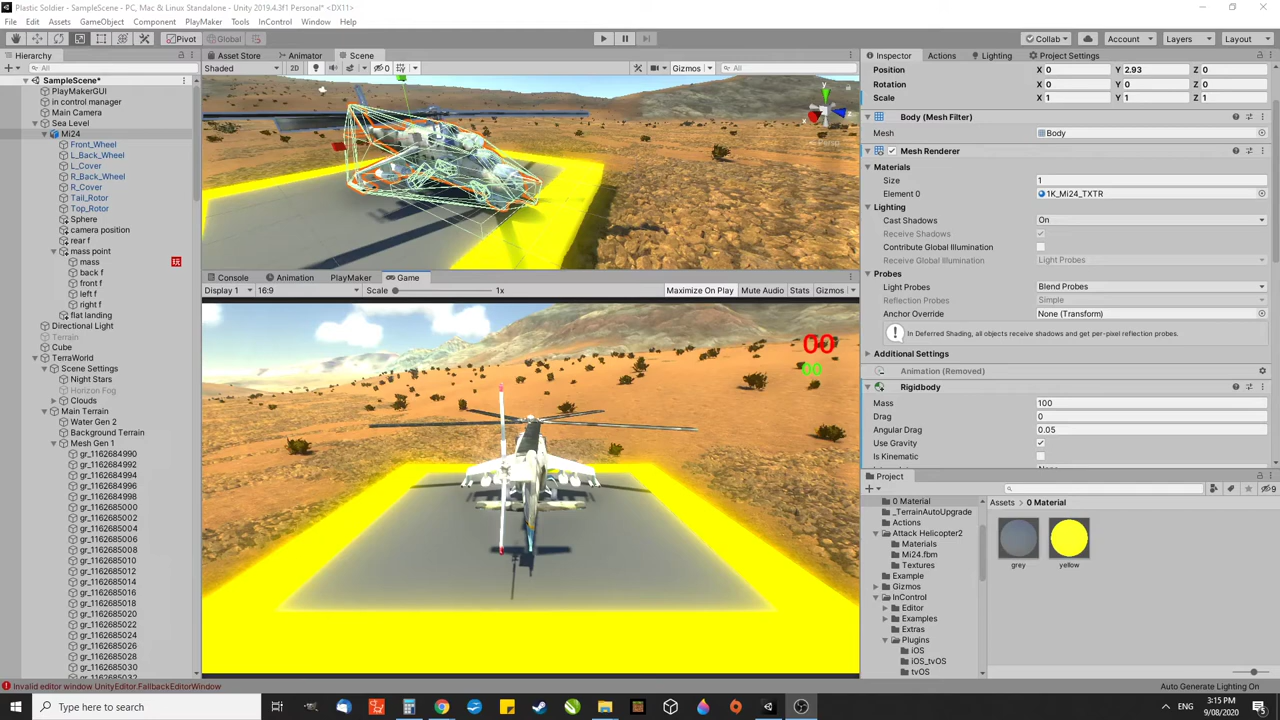 Plastic Soldier - SampleScene - PC, Mac & Linux Standalone - Unity 2019.4.3f1 Personal* <DX11>
File Edit Assets GameObject Component PlayMaker Tools InControl Window Help
Pivot Global Collab Account Layers Layout
Hierarchy
All
SampleScene*
PlayMakerGUI
in control manager
Main Camera
Sea Level
Mi24
Front_Wheel
L_Back_Wheel
L_Cover
R_Back_Wheel
R_Cover
Tail_Rotor
Top_Rotor
Sphere
camera position
rear f
mass point
mass 玩
back f
front f
left f
right f
flat landing
Directional Light
Terrain
Cube
TerraWorld
Scene Settings
Night Stars
Horizon Fog
Clouds
Main Terrain
Water Gen 2
Background Terrain
Mesh Gen 1
gr_1162684990
gr_1162684992
gr_1162684994
gr_1162684996
gr_1162684998
gr_1162685000
gr_1162685002
gr_1162685004
gr_1162685006
gr_1162685008
gr_1162685010
gr_1162685012
gr_1162685014
gr_1162685016
gr_1162685018
gr_1162685020
gr_1162685022
gr_1162685024
gr_1162685026
gr_1162685028
gr_1162685030
gr_1162685032
Asset Store Animator Scene
Shaded 2D 0 Gizmos All
y
Persp
Console Animation PlayMaker Game
Display 1 16:9 Scale 1x Maximize On Play Mute Audio Stats Gizmos
00
00
Inspector Actions Lighting Project Settings
Position X 0 Y 2.93 Z 0
Rotation X 0 Y 0 Z 0
Scale X 1 Y 1 Z 1
Body (Mesh Filter)
Mesh Body
Mesh Renderer
Materials
Size 1
Element 0 1K_Mi24_TXTR
Lighting
Cast Shadows On
Receive Shadows
Contribute Global Illumination
Receive Global Illumination Light Probes
Probes
Light Probes Blend Probes
Reflection Probes Simple
Anchor Override None (Transform)
In Deferred Shading, all objects receive shadows and get per-pixel reflection probes.
Additional Settings
Animation (Removed)
Rigidbody
Mass 100
Drag 0
Angular Drag 0.05
Use Gravity
Is Kinematic
Project
9
0 Material
_TerrainAutoUpgrade
Actions
Attack Helicopter2
Materials
Mi24.fbm
Textures
Example
Gizmos
InControl
Editor
Examples
Extras
Plugins
iOS
iOS_tvOS
tvOS
Assets > 0 Material
grey yellow
Invalid editor window UnityEditor.FallbackEditorWindow
Auto Generate Lighting On
Type here to search
ENG
3:15 PM
9/08/2020